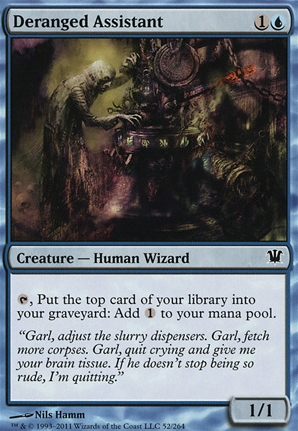 Deranged Assistant 1
Creature — Human Wizard
, Put the top card of your library into
your graveyard: Add 1 to your mana pool.
“Garl, adjust the slurry dispensers. Garl, fetch
more corpses. Garl, quit crying and give me
your brain tissue. If he doesn’t stop being so
rude, I’m quitting.”
Nils Hamm
™ & © 1993–2011 Wizards of the Coast LLC 52/264
1/1